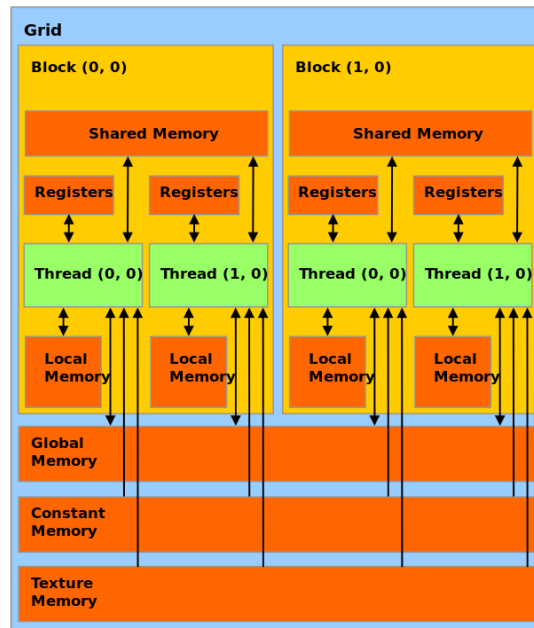 Grid
Block (0, 0)
Block (1, 0)
Shared Memory
Shared Memory
Registers
Registers
Registers
Registers
Thread (0, 0)
Thread (1, 0)
Thread (0, 0)
Thread (1, 0)
Local
Memory
Local
Memory
Local
Memory
Local
Memory
Global
Memory
Constant
Memory
Texture
Memory